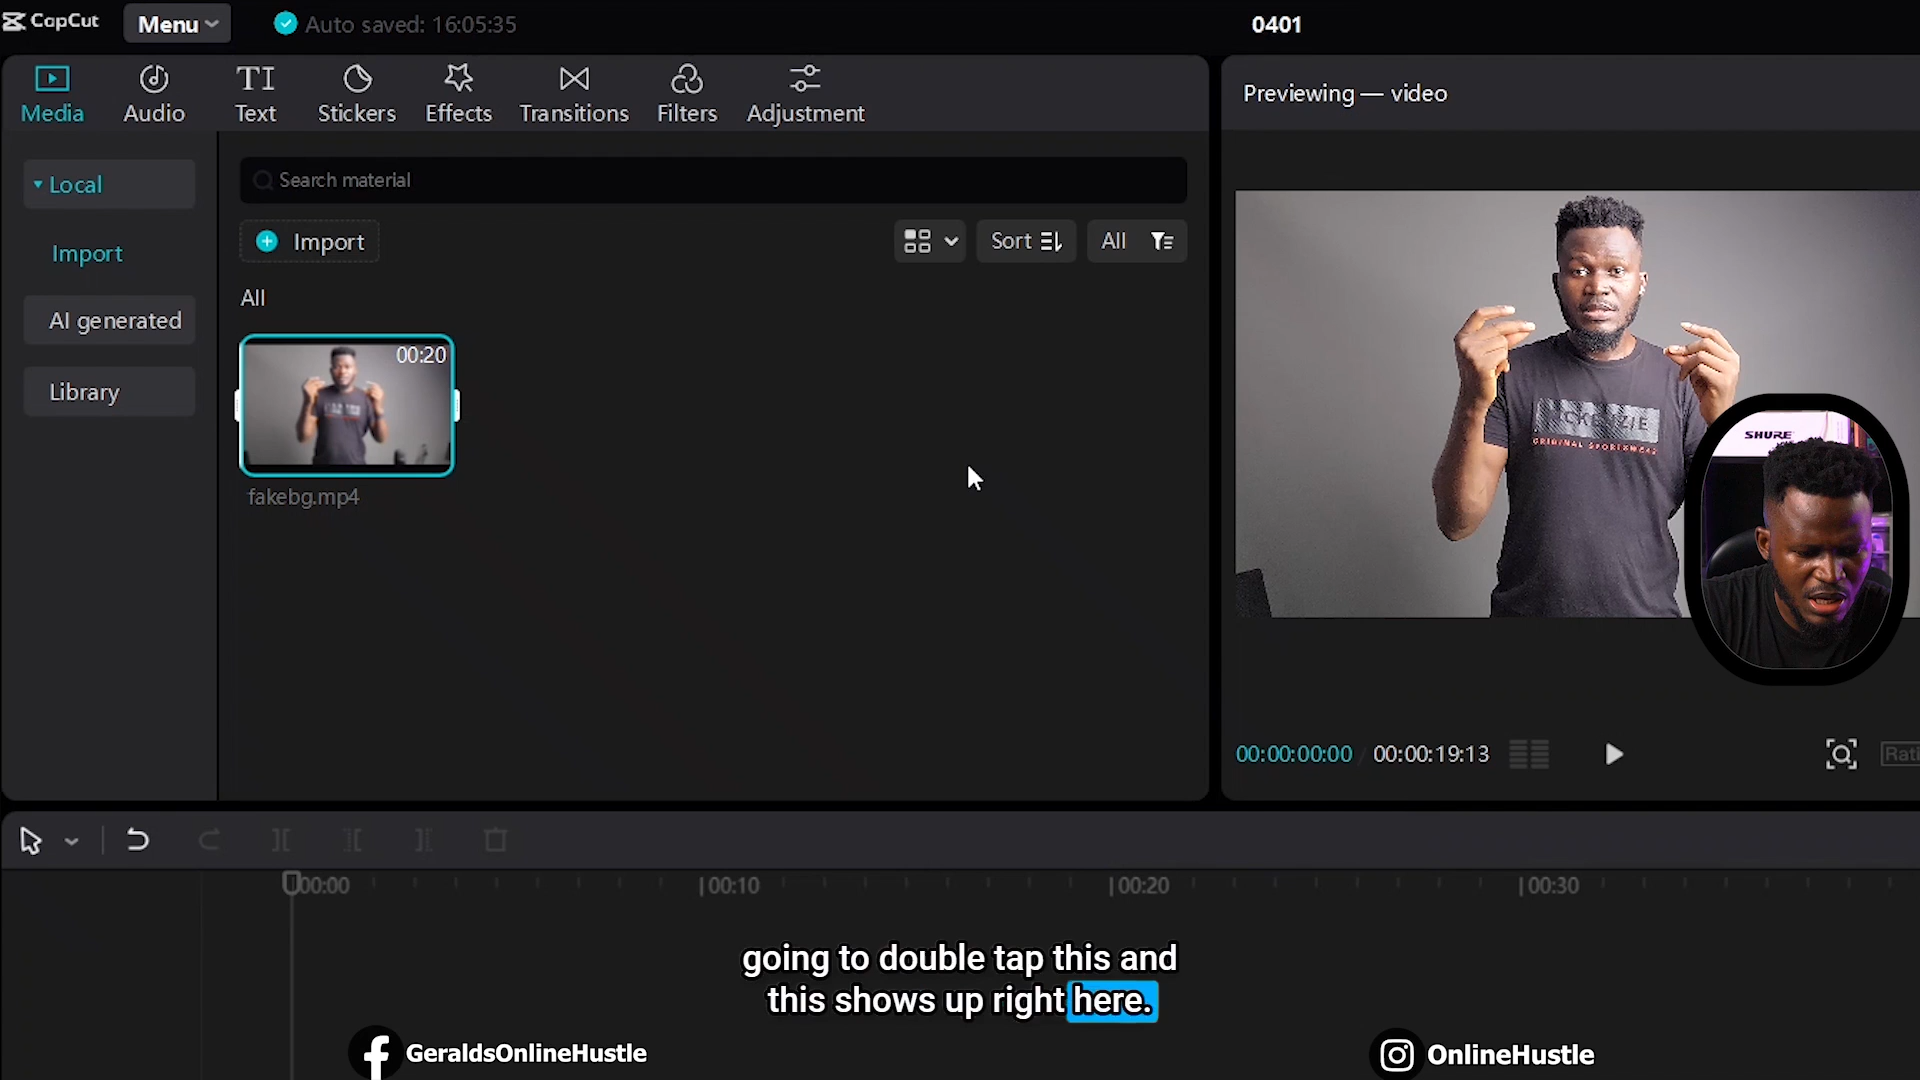 CapCut
Menu
Auto saved: 16:05:35
0401
Media
Audio
TI
Text
Stickers
Effects
Transitions
Filters
Adjustment
Previewing — video
Local
Import
AI generated
Library
Search material
Import
Sort
All
All
00:20
fakebg.mp4
ORIGINAL SPORTSWEAR
SHURE
00:00:00:00 / 00:00:19:13
00:00
00:10
00:20
00:30
going to double tap this and
this shows up right here.
GeraldsOnlineHustle
OnlineHustle